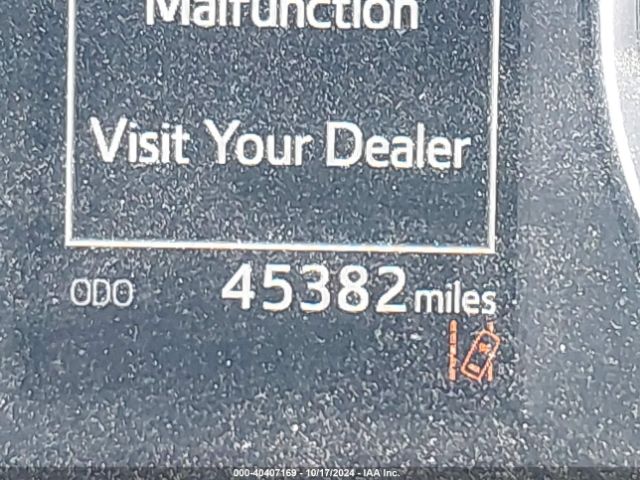 Malfunction
Visit Your Dealer
ODO 45382 miles
000-40407169 - 10/17/2024 - IAA Inc.